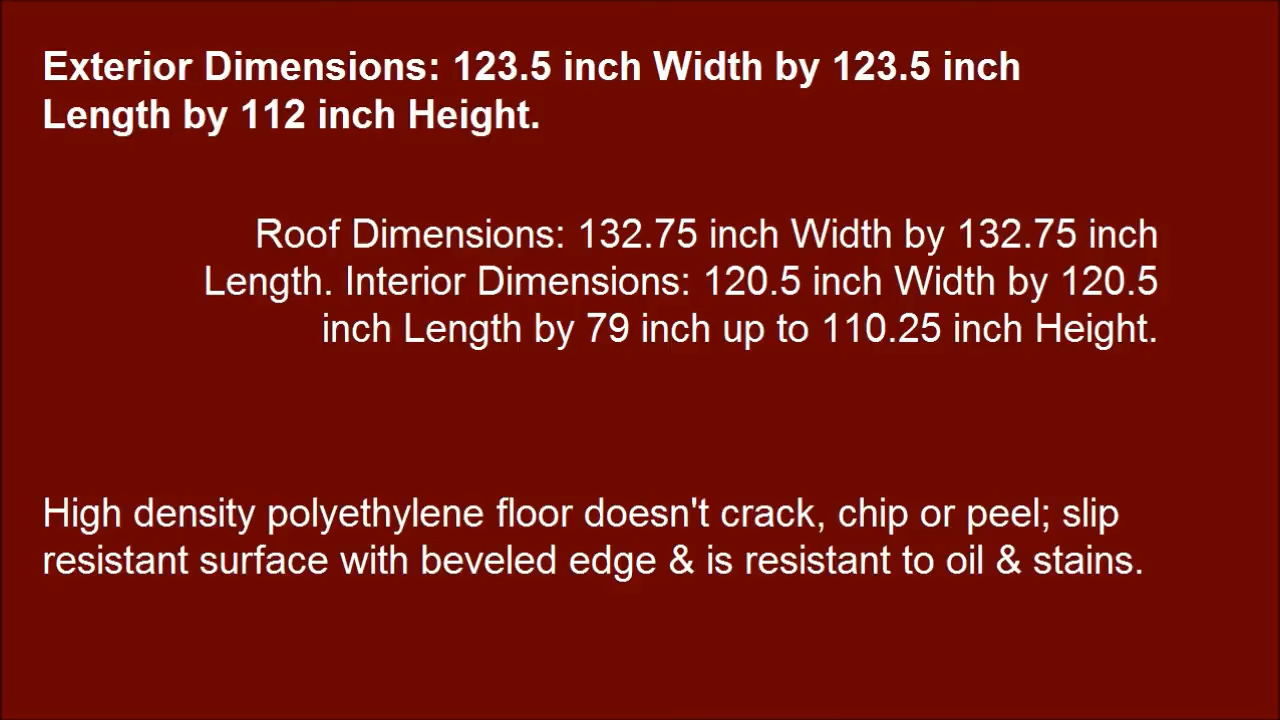 Exterior Dimensions: 123.5 inch Width by 123.5 inch
Length by 112 inch Height.
Roof Dimensions: 132.75 inch Width by 132.75 inch
Length. Interior Dimensions: 120.5 inch Width by 120.5
inch Length by 79 inch up to 110.25 inch Height.
High density polyethylene floor doesn't crack, chip or peel; slip
resistant surface with beveled edge & is resistant to oil & stains.